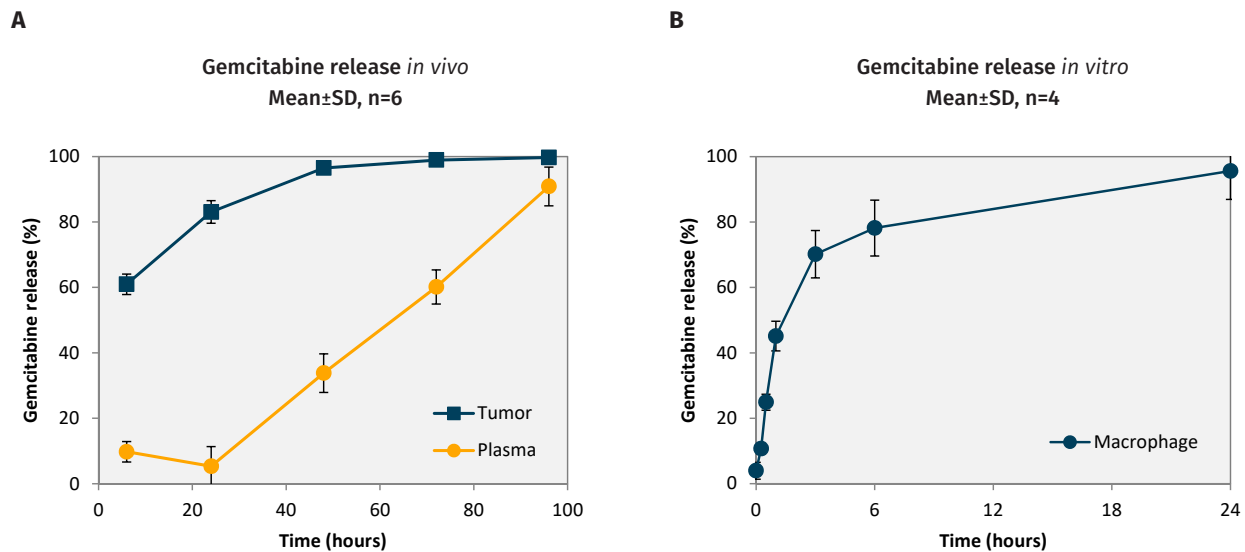 A
Gemcitabine release in vivo
Mean±SD, n=6
Gemcitabine release (%)
100
80
60
40
20
0
Tumor
Plasma
0 20 40 60 80 100
Time (hours)
B
Gemcitabine release in vitro
Mean±SD, n=4
Gemcitabine release (%)
100
80
60
40
20
0
Macrophage
0 6 12 18 24
Time (hours)